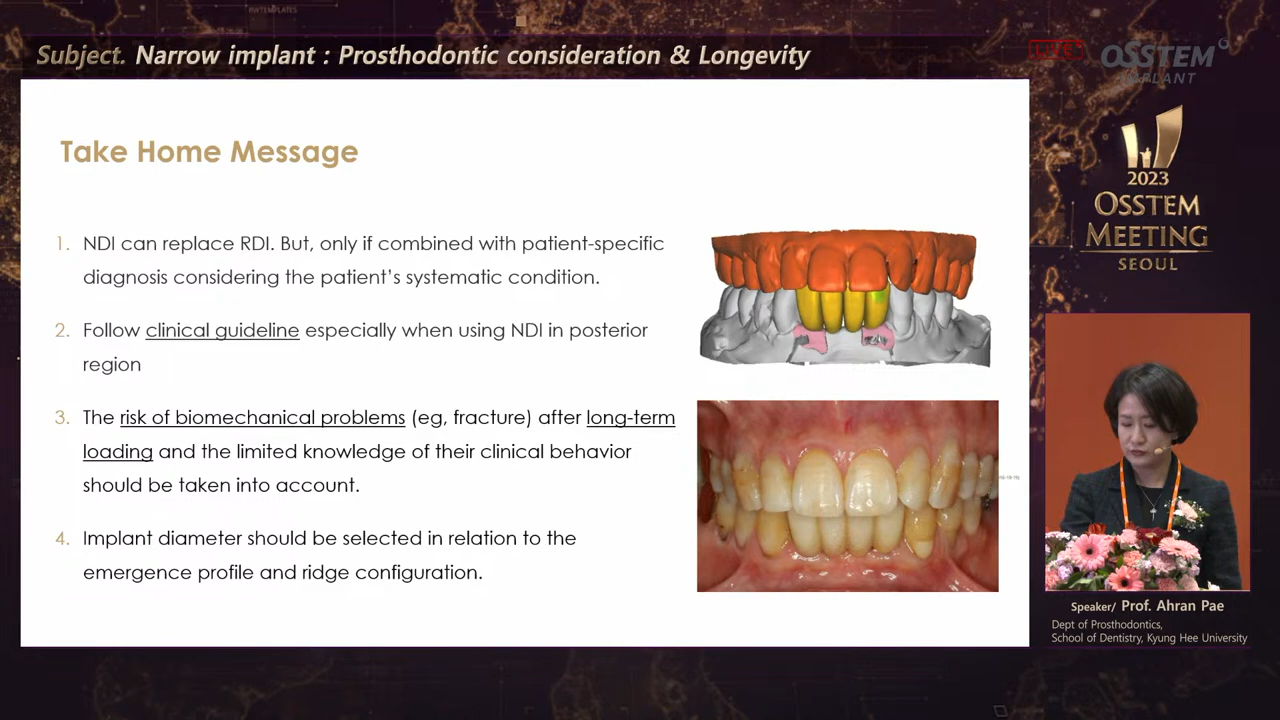 RWTEMPLATES
Subject. Narrow implant : Prosthodontic consideration & Longevity
LIVE
OSSTEM
IMPLANT
Take Home Message
1. NDI can replace RDI. But, only if combined with patient-specific
diagnosis considering the patient's systematic condition.
2. Follow clinical guideline especially when using NDI in posterior
region
3. The risk of biomechanical problems (eg, fracture) after long-term
loading and the limited knowledge of their clinical behavior
should be taken into account.
4. Implant diameter should be selected in relation to the
emergence profile and ridge configuration.
2023
OSSTEM
MEETING
SEOUL
Speaker/ Prof. Ahran Pae
Dept of Prosthodontics,
School of Dentistry, Kyung Hee University